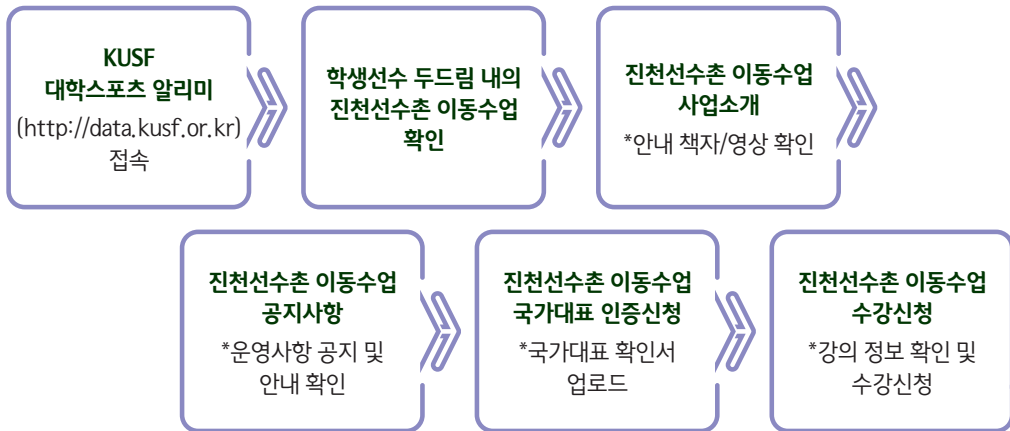 KUSF
대학스포츠 알리미
(http://data.kusf.or.kr)
접속
학생선수 두드림 내의
진천선수촌 이동수업
확인
진천선수촌 이동수업
사업소개
*안내 책자/영상 확인
진천선수촌 이동수업
공지사항
*운영사항 공지 및
안내 확인
진천선수촌 이동수업
국가대표 인증신청
*국가대표 확인서
업로드
진천선수촌 이동수업
수강신청
*강의 정보 확인 및
수강신청